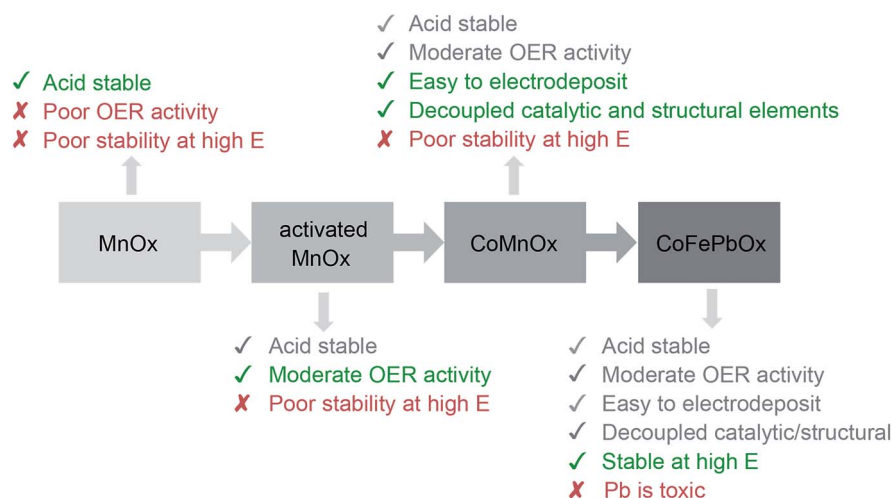 ✓ Acid stable
✓ Moderate OER activity
✓ Easy to electrodeposit
✓ Decoupled catalytic and structural elements
✗ Poor stability at high E
✓ Acid stable
✗ Poor OER activity
✗ Poor stability at high E
MnOx
activated
MnOx
CoMnOx
CoFePbOx
✓ Acid stable
✓ Moderate OER activity
✗ Poor stability at high E
✓ Acid stable
✓ Moderate OER activity
✓ Easy to electrodeposit
✓ Decoupled catalytic/structural
✓ Stable at high E
✗ Pb is toxic